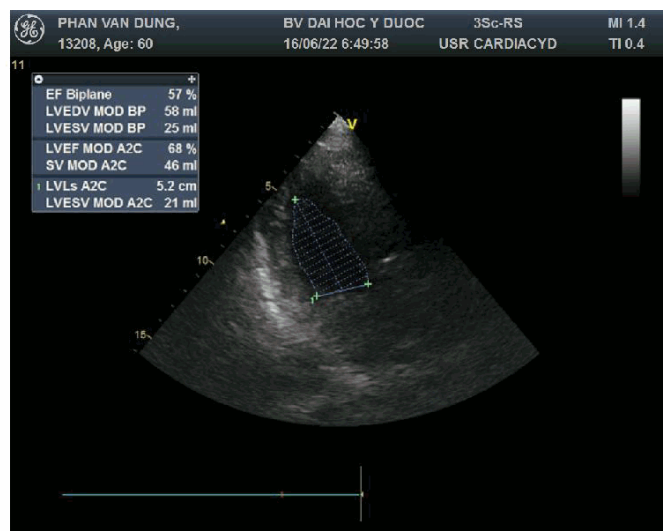 PHAN VAN DUNG,
BV DAI HOC Y DUOC
3Sc-RS
MI 1.4
13208, Age: 60
16/06/22 6:49:58
USR CARDIACYD
TI 0.4
11
EF Biplane 57 %
LVEDV MOD BP 58 ml
LVESV MOD BP 25 ml
LVEF MOD A2C 68 %
SV MOD A2C 46 ml
1 LVLs A2C 5.2 cm
LVESV MOD A2C 21 ml
V
5
10
1
15